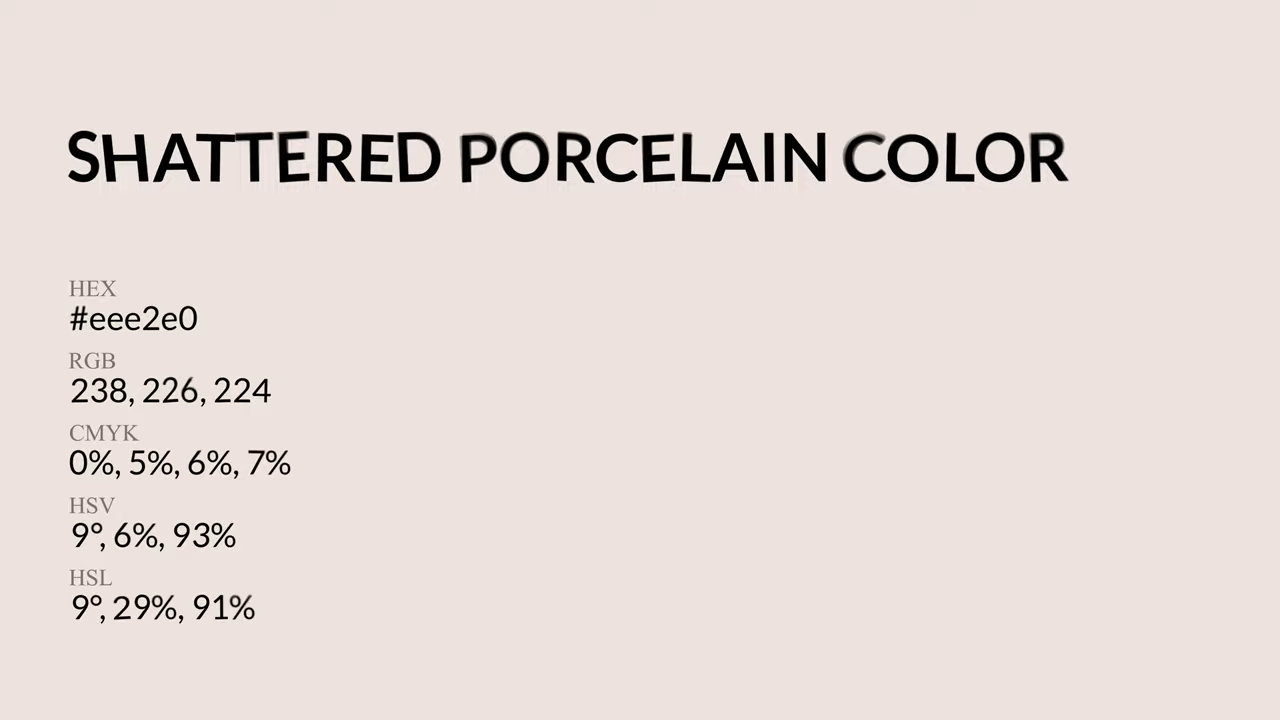 SHATTERED PORCELAIN COLOR
HEX
#eee2e0
RGB
238, 226, 224
CMYK
0%, 5%, 6%, 7%
HSV
9°, 6%, 93%
HSL
9°, 29%, 91%